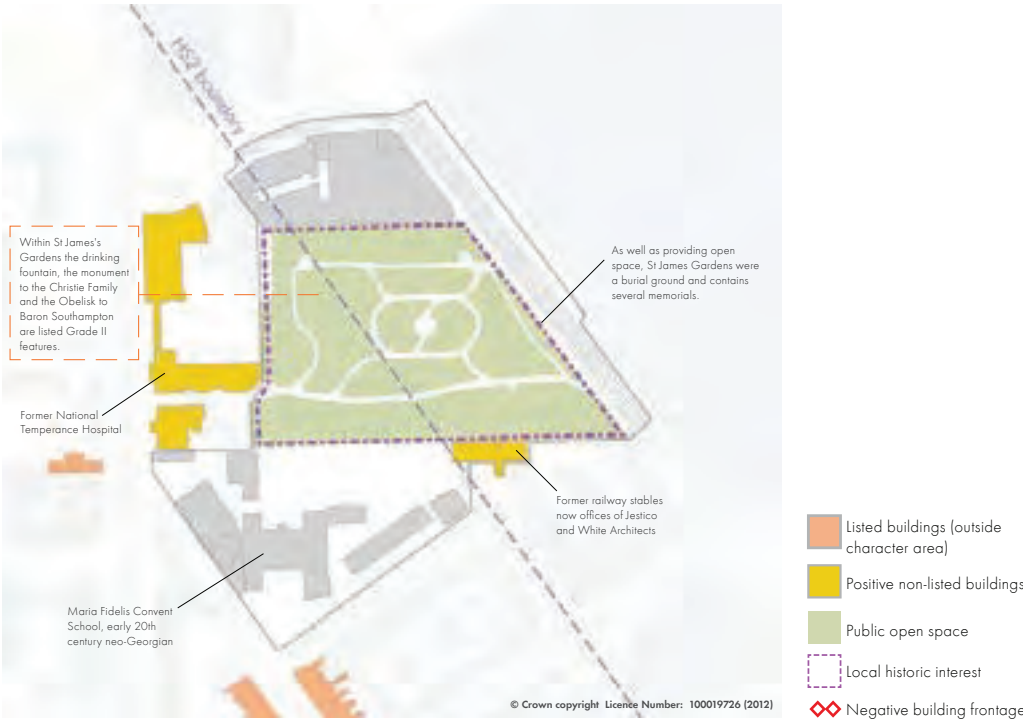 HS2 boundary
Within St James's
Gardens the drinking
fountain, the monument
to the Christie Family
and the Obelisk to
Baron Southampton
are listed Grade II
features.
As well as providing open
space, St James Gardens were
a burial ground and contains
several memorials.
Former National
Temperance Hospital
Former railway stables
now offices of Jestico
and White Architects
Maria Fidelis Convent
School, early 20th
century neo-Georgian
© Crown copyright Licence Number: 100019726 (2012)
Listed buildings (outside
character area)
Positive non-listed buildings
Public open space
Local historic interest
Negative building frontage